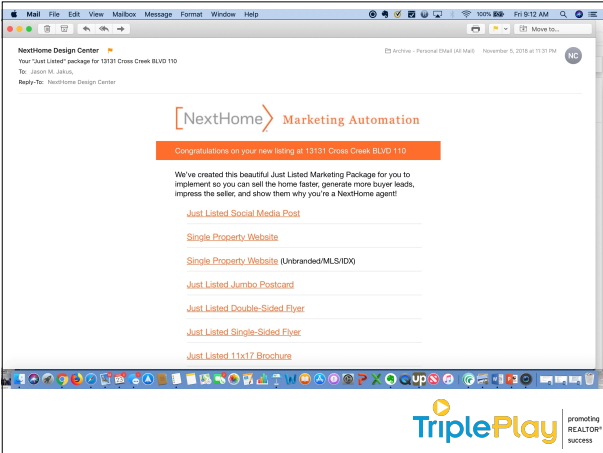 Mail File Edit View Mailbox Message Format Window Help 100% Fri 9:12 AM
Move to...
NextHome Design Center Archive - Personal EMail (All Mail) November 5, 2018 at 11:31 PM NC
Your "Just Listed" package for 13131 Cross Creek BLVD 110
To: Jason M. Jakus,
Reply-To: NextHome Design Center
NextHome Marketing Automation
Congratulations on your new listing at 13131 Cross Creek BLVD 110
We've created this beautiful Just Listed Marketing Package for you to
implement so you can sell the home faster, generate more buyer leads,
impress the seller, and show them why you're a NextHome agent!
Just Listed Social Media Post
Single Property Website
Single Property Website (Unbranded/MLS/IDX)
Just Listed Jumbo Postcard
Just Listed Double-Sided Flyer
Just Listed Single-Sided Flyer
Just Listed 11x17 Brochure
TriplePlay
promoting
REALTOR®
success